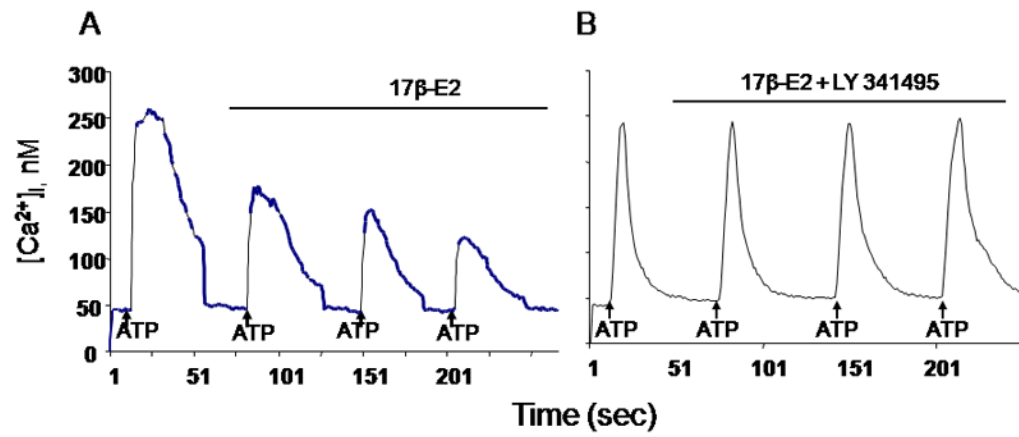 A
B
17β-E2
17β-E2 + LY 341495
[Ca²⁺]I, nM
300
250
200
150
100
50
0
ATP
ATP
ATP
ATP
ATP
ATP
ATP
ATP
1
51
101
151
201
1
51
101
151
201
Time (sec)